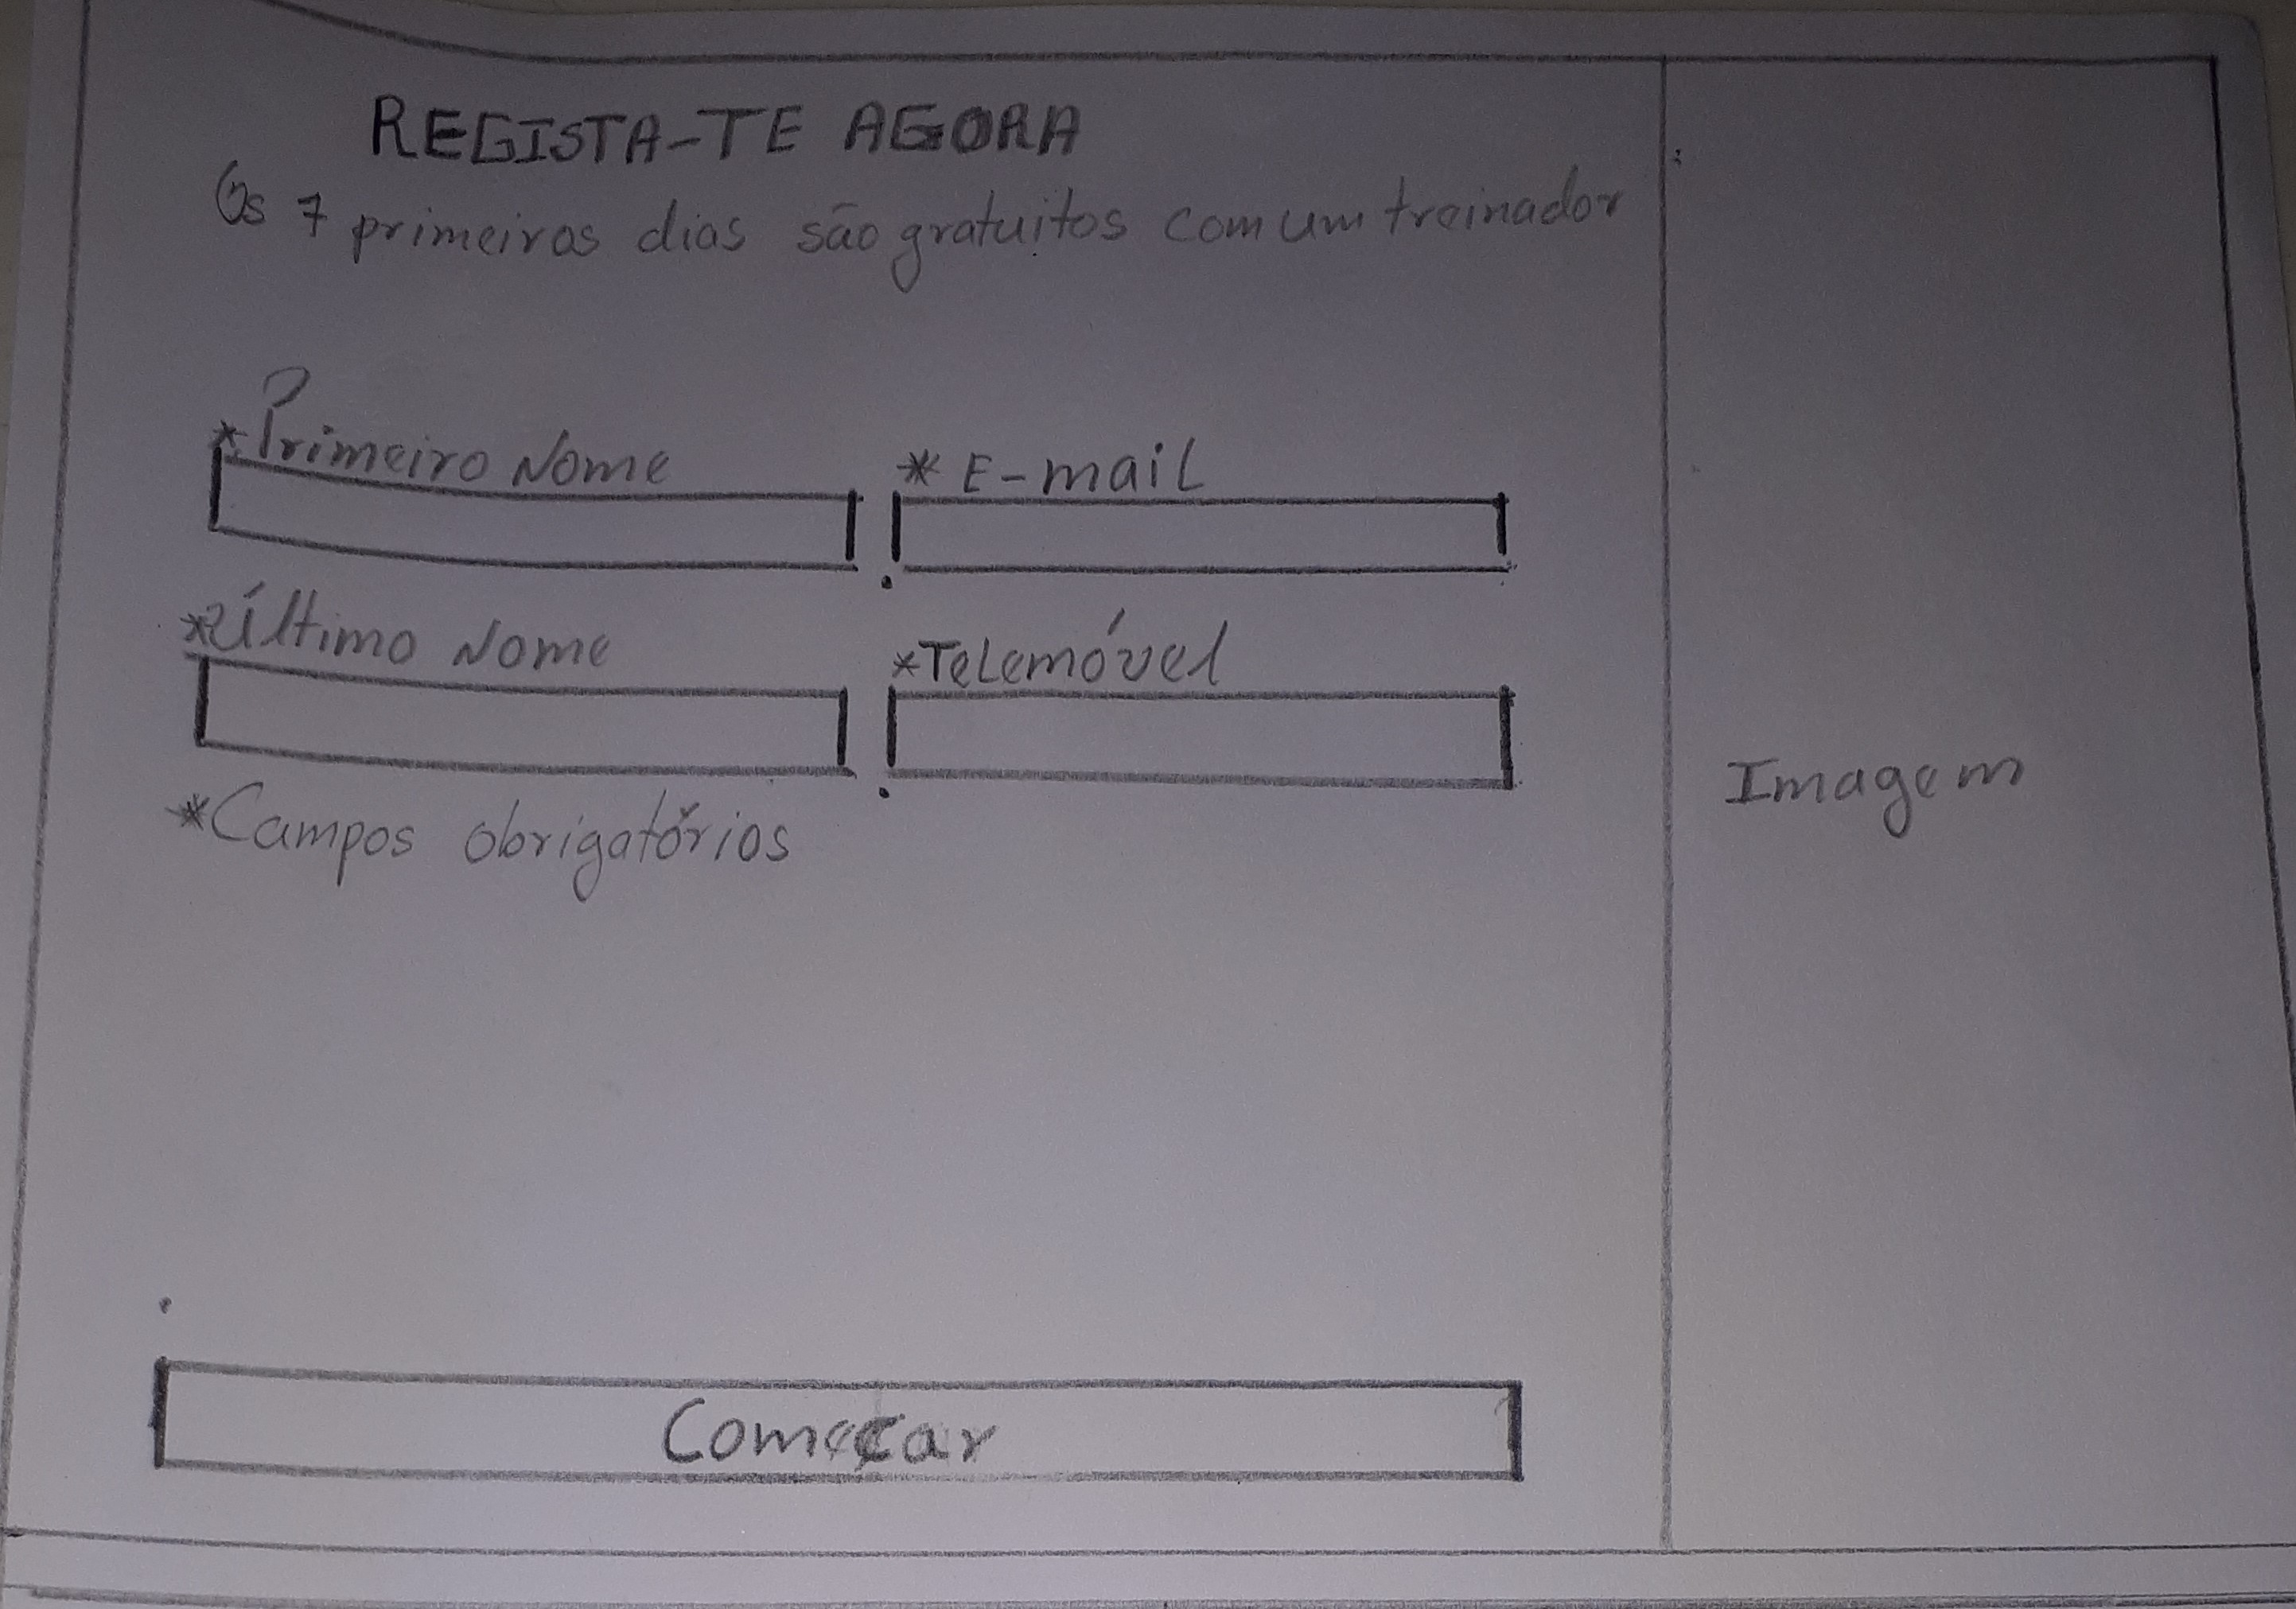 REGISTA-TE AGORA
Os 7 primeiros dias são gratuitos com um treinador
*Primeiro Nome
* E-mail
*Último Nome
*Telemóvel
*Campos obrigatórios
Imagem
Começar